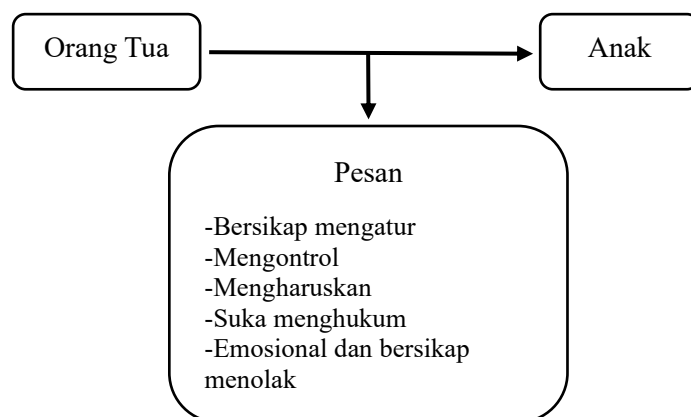 Orang Tua
Anak
Pesan
-Bersikap mengatur
-Mengontrol
-Mengharuskan
-Suka menghukum
-Emosional dan bersikap
menolak